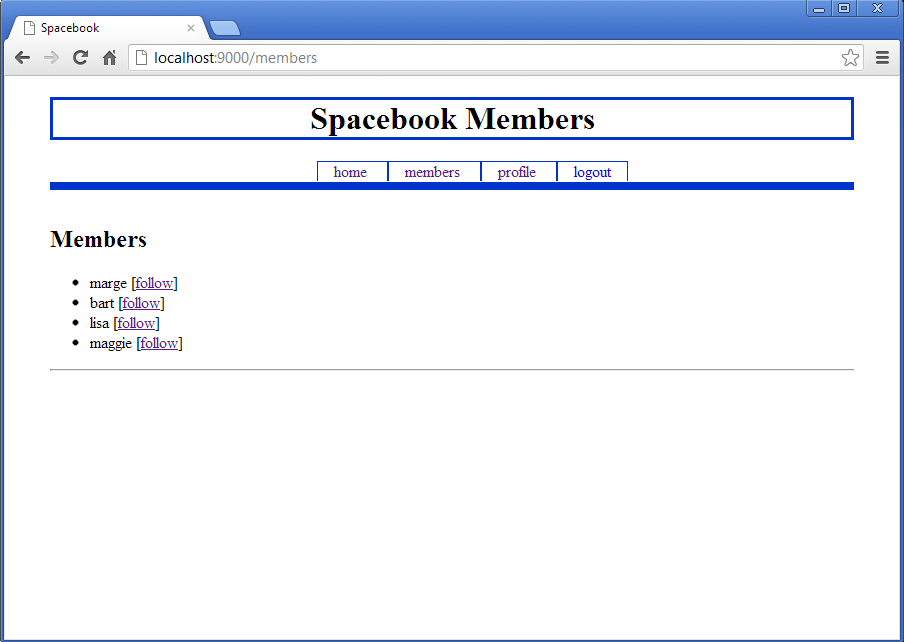 Spacebook
localhost:9000/members
Spacebook Members
home members profile logout
Members
marge [follow]
bart [follow]
lisa [follow]
maggie [follow]